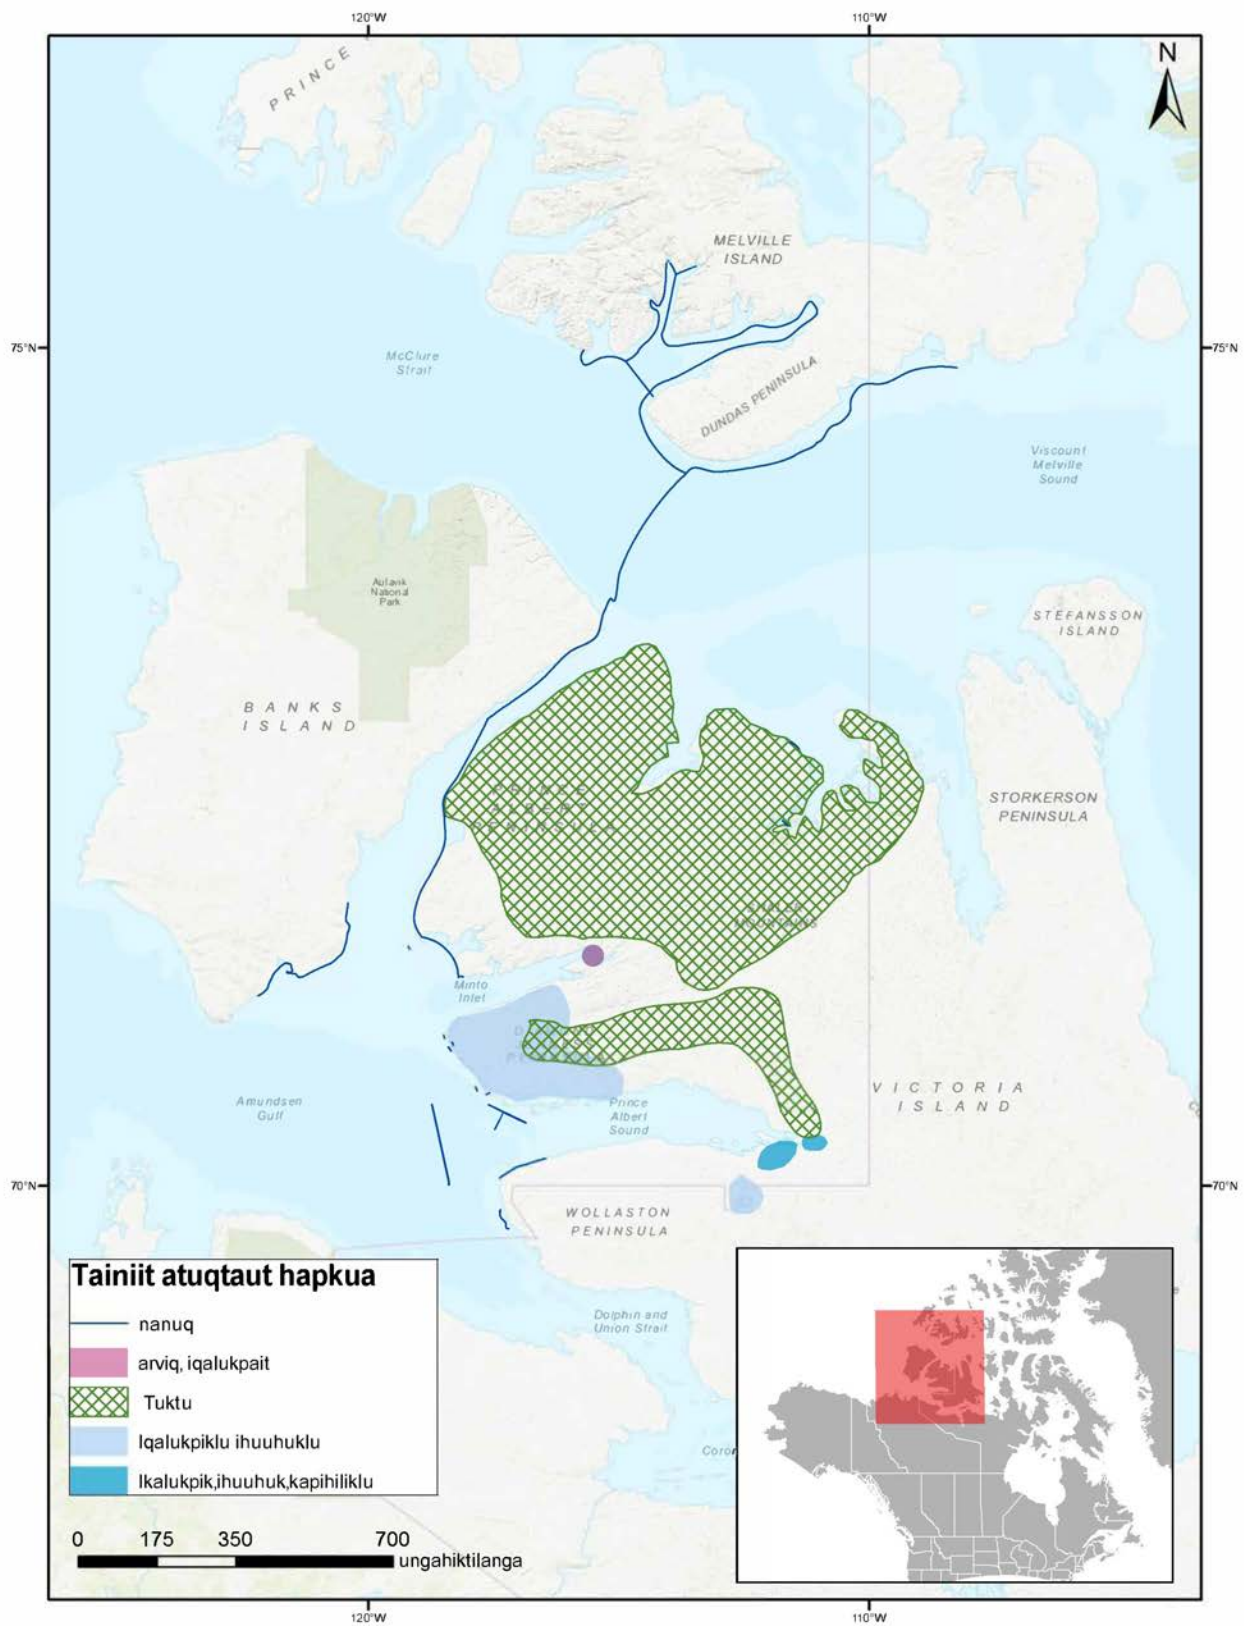 120°W
110°W
N
PRINCE
MELVILLE
ISLAND
75°N
75°N
McClure
Strait
DUNDAS PENINSULA
Viscount
Melville
Sound
Aulavik
National
Park
STEFANSSON
ISLAND
BANKS
ISLAND
PRINCE
ALBERT
PENINSULA
STORKERSON
PENINSULA
MOUNTAINS
Minto
Inlet
VICTORIA
ISLAND
Amundsen
Gulf
Prince
Albert
Sound
70°N
70°N
WOLLASTON
PENINSULA
Tainiit atuqtaut hapkua
nanuq
arviq, iqalukpait
Tuktu
Iqalukpiklu ihuuhuklu
Ikalukpik,ihuuhuk,kapihiliklu
Dolphin and
Union Strait
Coron
0 175 350 700
ungahiktilanga
120°W
110°W